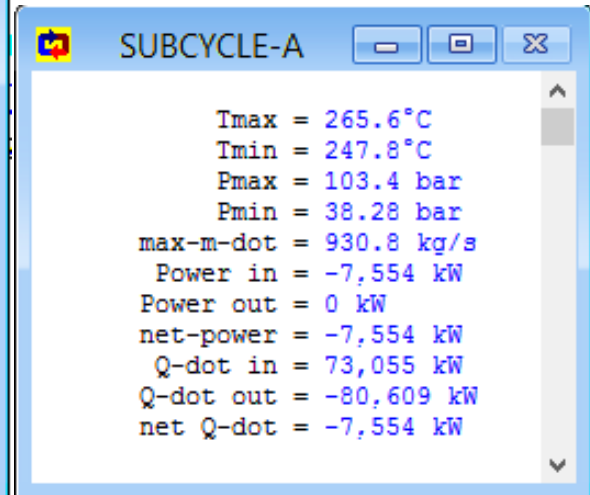 SUBCYCLE-A
Tmax = 265.6°C
Tmin = 247.8°C
Pmax = 103.4 bar
Pmin = 38.28 bar
max-m-dot = 930.8 kg/s
Power in = -7,554 kW
Power out = 0 kW
net-power = -7,554 kW
Q-dot in = 73,055 kW
Q-dot out = -80,609 kW
net Q-dot = -7,554 kW